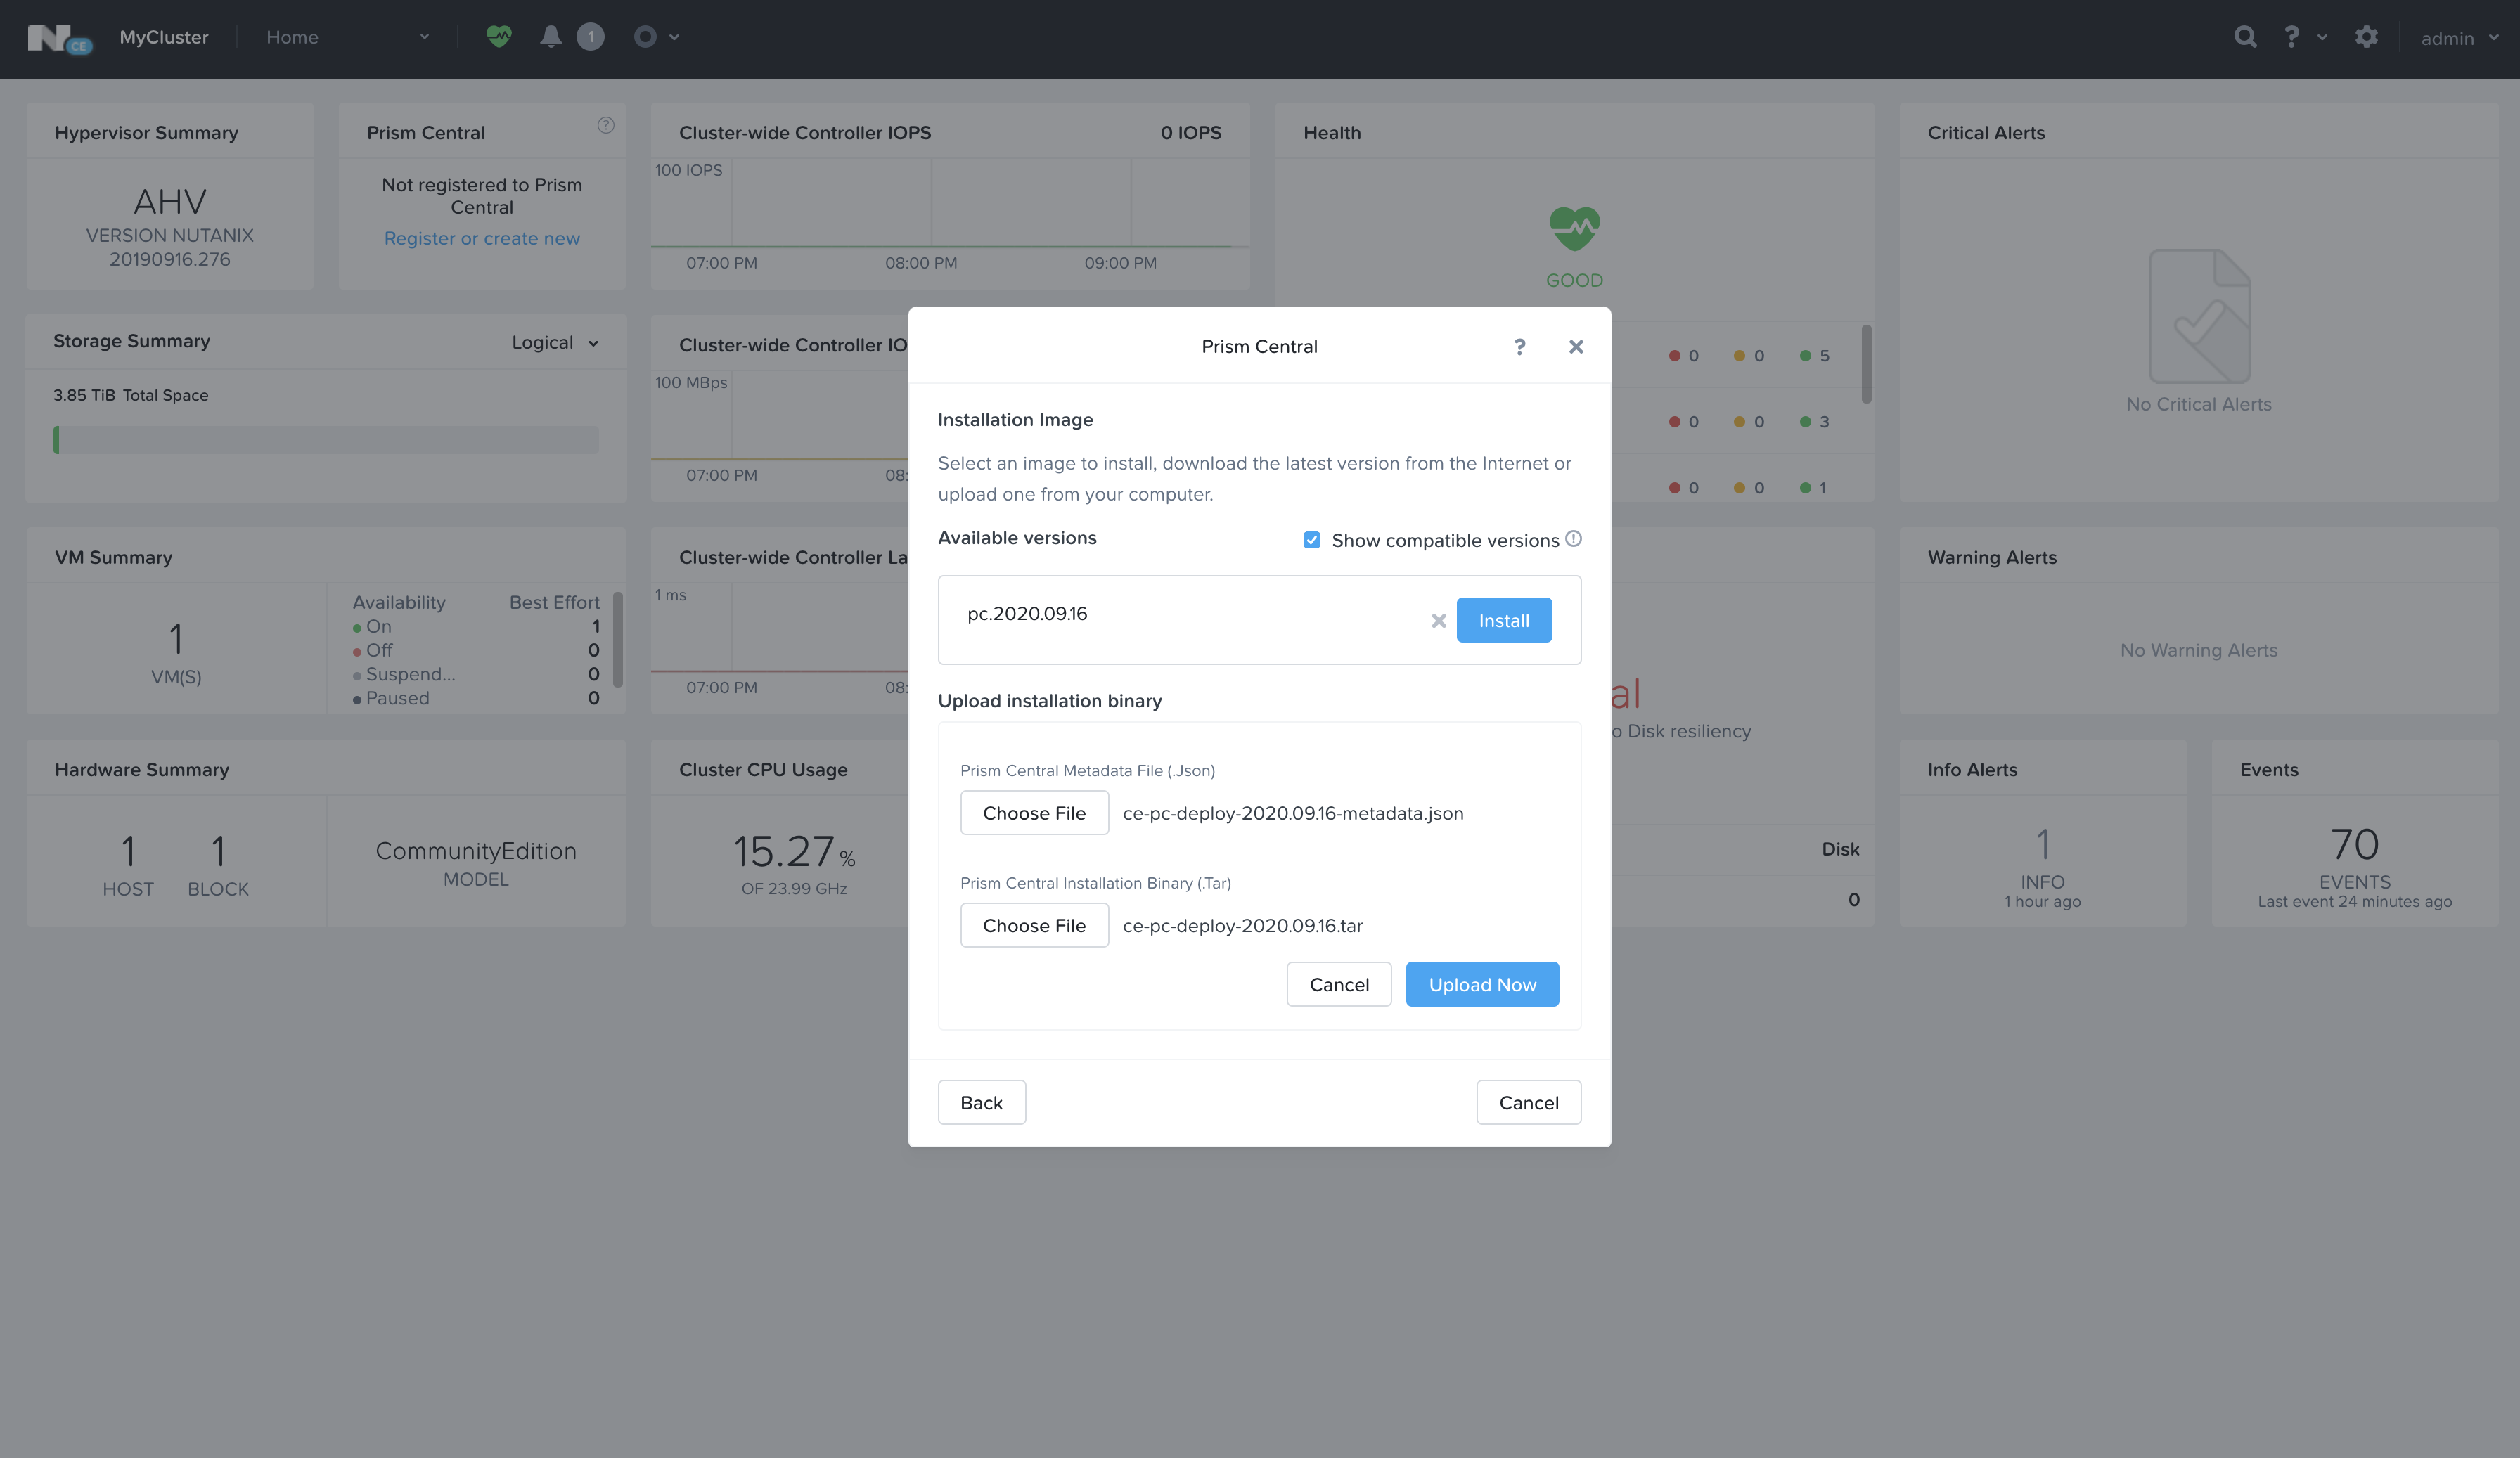 N CE MyCluster Home 1 ? admin
Hypervisor Summary
AHV
VERSION NUTANIX
20190916.276
Prism Central ?
Not registered to Prism
Central
Register or create new
Cluster-wide Controller IOPS 0 IOPS
100 IOPS
07:00 PM 08:00 PM 09:00 PM
Health
GOOD
0 0 5
0 0 3
0 0 1
Critical Alerts
No Critical Alerts
Storage Summary Logical
3.85 TiB Total Space
Cluster-wide Controller IO
100 MBps
07:00 PM 08:
VM Summary
1
VM(S)
Availability Best Effort
On 1
Off 0
Suspend... 0
Paused 0
Cluster-wide Controller La
1 ms
07:00 PM 08:
al
o Disk resiliency
Disk
0
Warning Alerts
No Warning Alerts
Hardware Summary
1 1
HOST BLOCK
CommunityEdition
MODEL
Cluster CPU Usage
15.27 %
OF 23.99 GHz
Info Alerts
1
INFO
1 hour ago
Events
70
EVENTS
Last event 24 minutes ago
Prism Central ?
Installation Image
Select an image to install, download the latest version from the Internet or
upload one from your computer.
Available versions Show compatible versions
pc.2020.09.16 Install
Upload installation binary
Prism Central Metadata File (.Json)
Choose File ce-pc-deploy-2020.09.16-metadata.json
Prism Central Installation Binary (.Tar)
Choose File ce-pc-deploy-2020.09.16.tar
Cancel Upload Now
Back Cancel